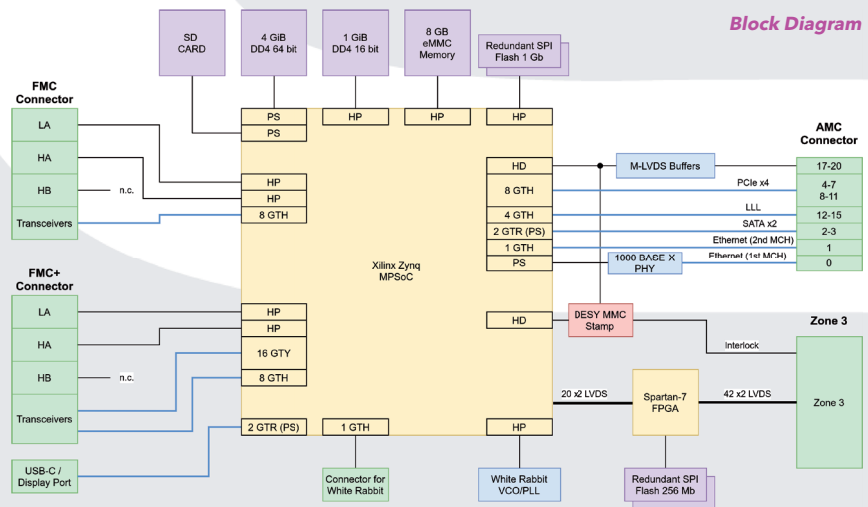 Block Diagram
SD
CARD
4 GiB
DD4 64 bit
1 GiB
DD4 16 bit
8 GB
eMMC
Memory
Redundant SPI
Flash 1 Gb
FMC
Connector
LA
HA
HB
n.c.
Transceivers
PS
PS
HP
HP
HP
HP
HP
8 GTH
Xilinx Zynq
MPSoC
HD
8 GTH
4 GTH
2 GTR (PS)
1 GTH
PS
M-LVDS Buffers
PCIe x4
LLL
SATA x2
Ethernet (2nd MCH)
Ethernet (1st MCH)
1000 BASE X
PHY
AMC
Connector
17-20
4-7
8-11
12-15
2-3
1
0
FMC+
Connector
LA
HA
HB
n.c.
Transceivers
HP
HP
16 GTY
8 GTH
HD
DESY MMC
Stamp
Interlock
Zone 3
Zone 3
20 x2 LVDS
Spartan-7
FPGA
42 x2 LVDS
2 GTR (PS)
1 GTH
HP
USB-C /
Display Port
Connector for
White Rabbit
White Rabbit
VCO/PLL
Redundant SPI
Flash 256 Mb